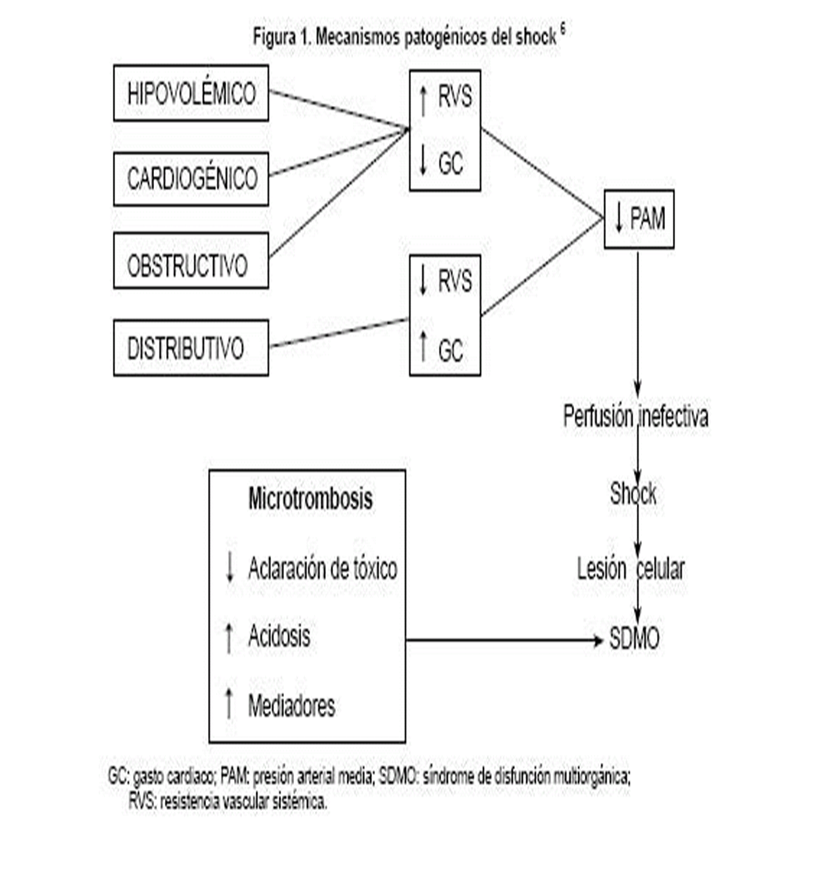 Figura 1. Mecanismos patogénicos del shock 6
HIPOVOLÉMICO
CARDIOGÉNICO
OBSTRUCTIVO
DISTRIBUTIVO
↑ RVS
↓ GC
↓ RVS
↑ GC
↓ PAM
Perfusión inefectiva
Shock
Lesión celular
SDMO
Microtrombosis
↓ Aclaración de tóxico
↑ Acidosis
↑ Mediadores
GC: gasto cardiaco; PAM: presión arterial media; SDMO: síndrome de disfunción multiorgánica;
RVS: resistencia vascular sistémica.